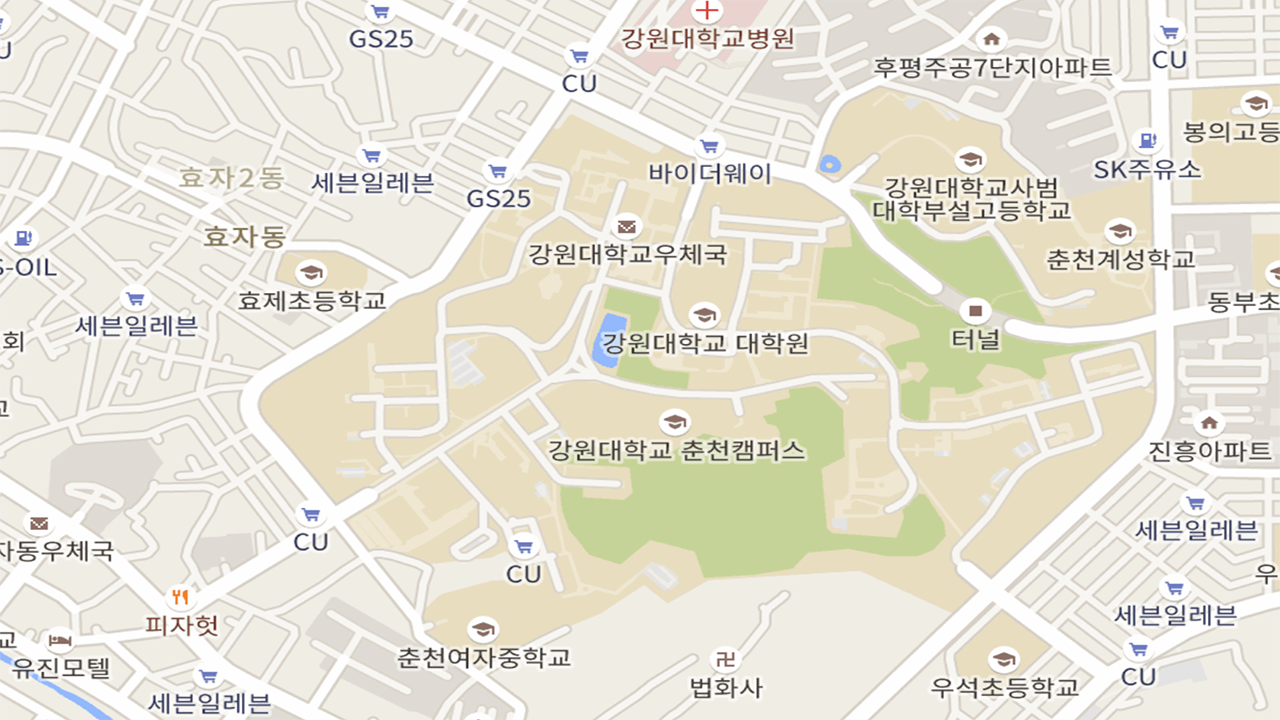 GS25
강원대학교병원
CU
후평주공7단지아파트
CU
봉의고등
세븐일레븐
바이더웨이
SK주유소
효자2동
GS25
강원대학교사범
대학부설고등학교
효자동
강원대학교우체국
춘천계성학교
S-OIL
효제초등학교
동부초
세븐일레븐
회
강원대학교 대학원
터널
교
강원대학교 춘천캠퍼스
진흥아파트
세븐일레븐
CU
자동우체국
CU
우
세븐일레븐
피자헛
교
유진모텔
춘천여자중학교
법화사
우석초등학교
CU
세븐일레븐